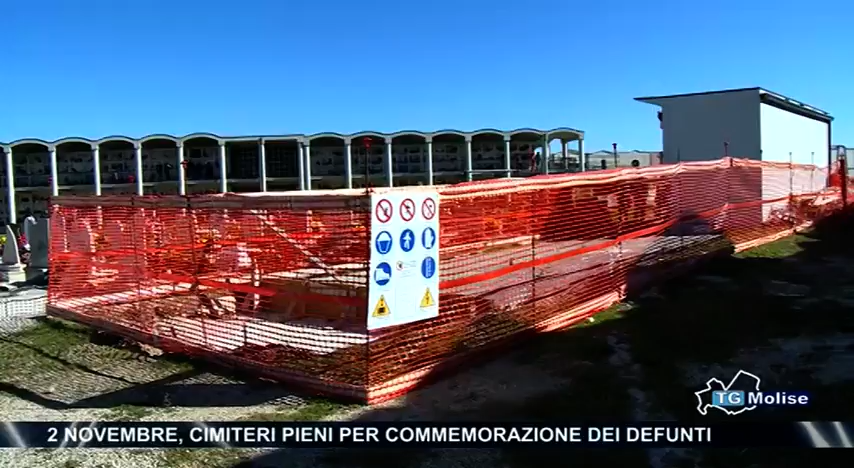 TG Molise
2 NOVEMBRE, CIMITERI PIENI PER COMMEMORAZIONE DEI DEFUNTI